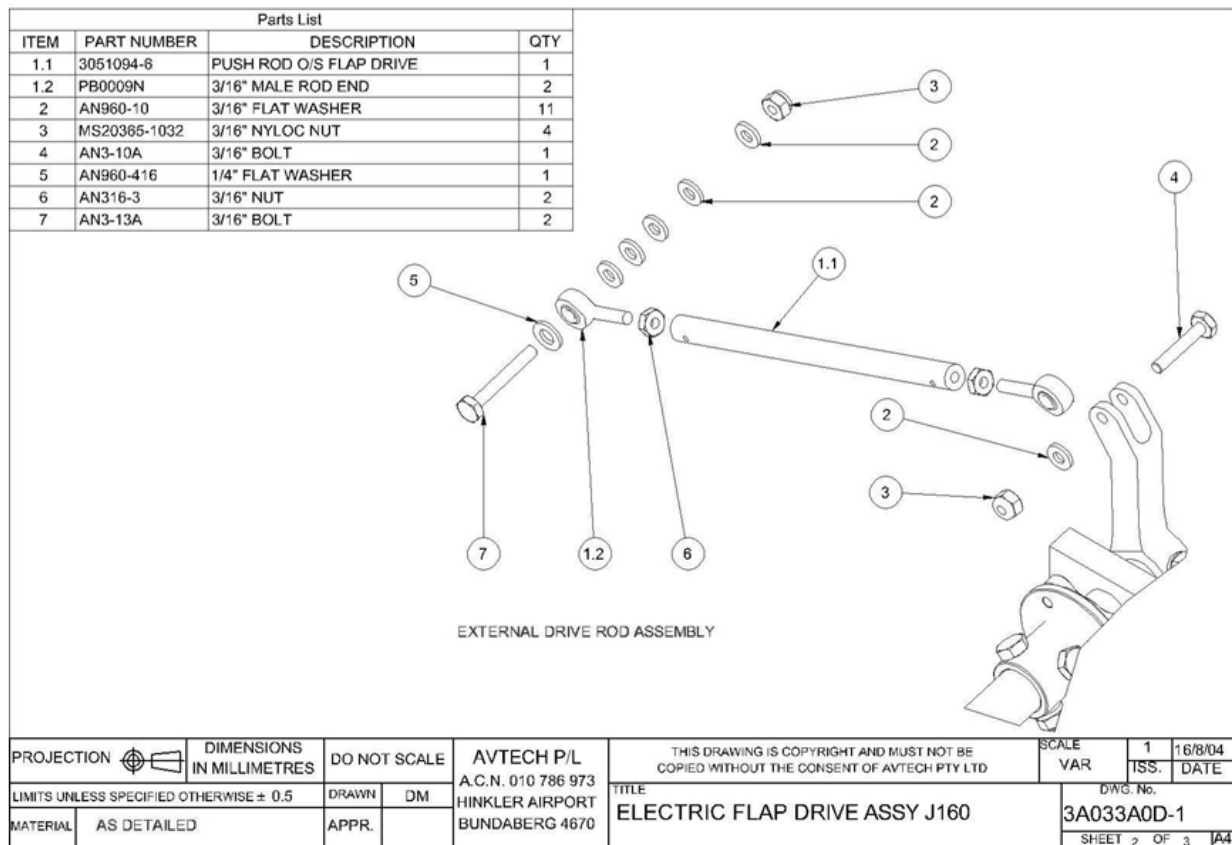 Parts List
ITEM PART NUMBER DESCRIPTION QTY
1.1 3051094-6 PUSH ROD O/S FLAP DRIVE 1
1.2 PB0009N 3/16" MALE ROD END 2
2 AN960-10 3/16" FLAT WASHER 11
3 MS20365-1032 3/16" NYLOC NUT 4
4 AN3-10A 3/16" BOLT 1
5 AN960-416 1/4" FLAT WASHER 1
6 AN316-3 3/16" NUT 2
7 AN3-13A 3/16" BOLT 2
3
2
2
4
1.1
5
2
3
7
1.2
6
EXTERNAL DRIVE ROD ASSEMBLY
PROJECTION
DIMENSIONS
IN MILLIMETRES
DO NOT SCALE
LIMITS UNLESS SPECIFIED OTHERWISE ± 0.5
DRAWN DM
MATERIAL AS DETAILED
APPR.
AVTECH P/L
A.C.N. 010 786 973
HINKLER AIRPORT
BUNDABERG 4670
THIS DRAWING IS COPYRIGHT AND MUST NOT BE
COPIED WITHOUT THE CONSENT OF AVTECH PTY LTD
SCALE
VAR
1 16/8/04
ISS. DATE
TITLE
ELECTRIC FLAP DRIVE ASSY J160
DWG. No.
3A033A0D-1
SHEET 2 OF 3 A4